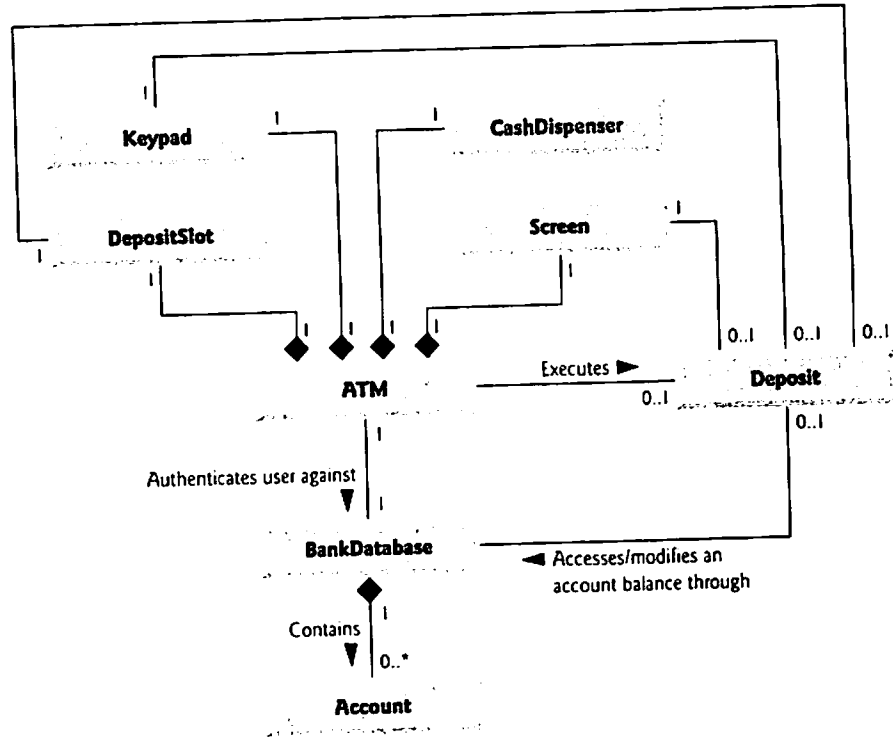 1
1
1
Keypad
CashDispenser
1
DepositSlot
Screen
1
1
1
1
1
1
1
0..1
0..1
0..1
Executes
ATM
Deposit
0..1
0..1
1
Authenticates user against
1
BankDatabase
Accesses/modifies an
account balance through
1
Contains
0..*
Account